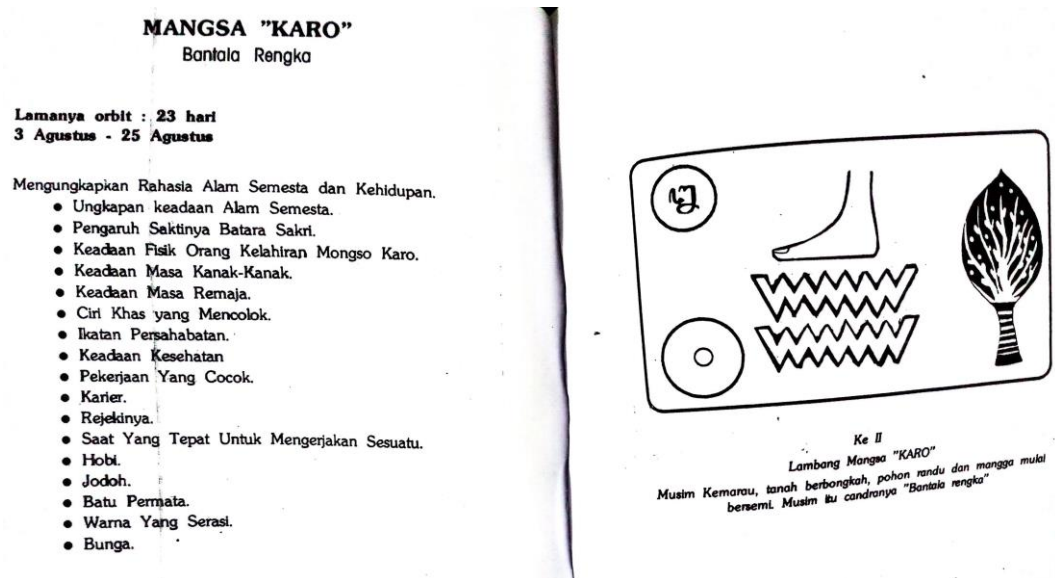 MANGSA "KARO"
Bantala Rengka
Lamanya orbit : 23 hari
3 Agustus - 25 Agustus
Mengungkapkan Rahasia Alam Semesta dan Kehidupan.
● Ungkapan keadaan Alam Semesta.
● Pengaruh Saktinya Batara Sakri.
● Keadaan Fisik Orang Kelahiran Mongso Karo.
● Keadaan Masa Kanak-Kanak.
● Keadaan Masa Remaja.
● Ciri Khas yang Mencolok.
● Ikatan Persahabatan.
● Keadaan Kesehatan
● Pekerjaan Yang Cocok.
● Karier.
● Rejekinya.
● Saat Yang Tepat Untuk Mengerjakan Sesuatu.
● Hobi.
● Jodoh.
● Batu Permata.
● Warna Yang Serasi.
● Bunga.
Ke II
Lambang Mangsa "KARO"
Musim Kemarau, tanah berbongkah, pohon randu dan mangga mulai
bersemi. Musim itu candranya "Bantala rengka"